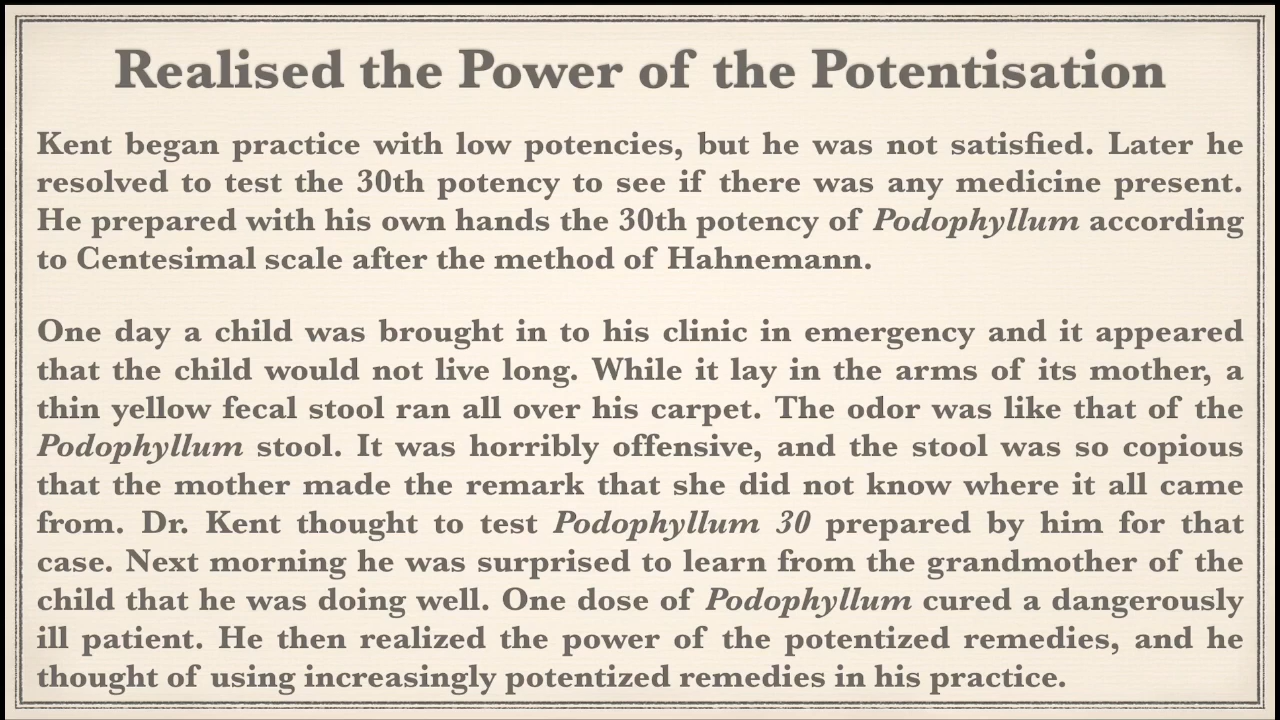 Realised the Power of the Potentisation
Kent began practice with low potencies, but he was not satisfied. Later he
resolved to test the 30th potency to see if there was any medicine present.
He prepared with his own hands the 30th potency of Podophyllum according
to Centesimal scale after the method of Hahnemann.
One day a child was brought in to his clinic in emergency and it appeared
that the child would not live long. While it lay in the arms of its mother, a
thin yellow fecal stool ran all over his carpet. The odor was like that of the
Podophyllum stool. It was horribly offensive, and the stool was so copious
that the mother made the remark that she did not know where it all came
from. Dr. Kent thought to test Podophyllum 30 prepared by him for that
case. Next morning he was surprised to learn from the grandmother of the
child that he was doing well. One dose of Podophyllum cured a dangerously
ill patient. He then realized the power of the potentized remedies, and he
thought of using increasingly potentized remedies in his practice.